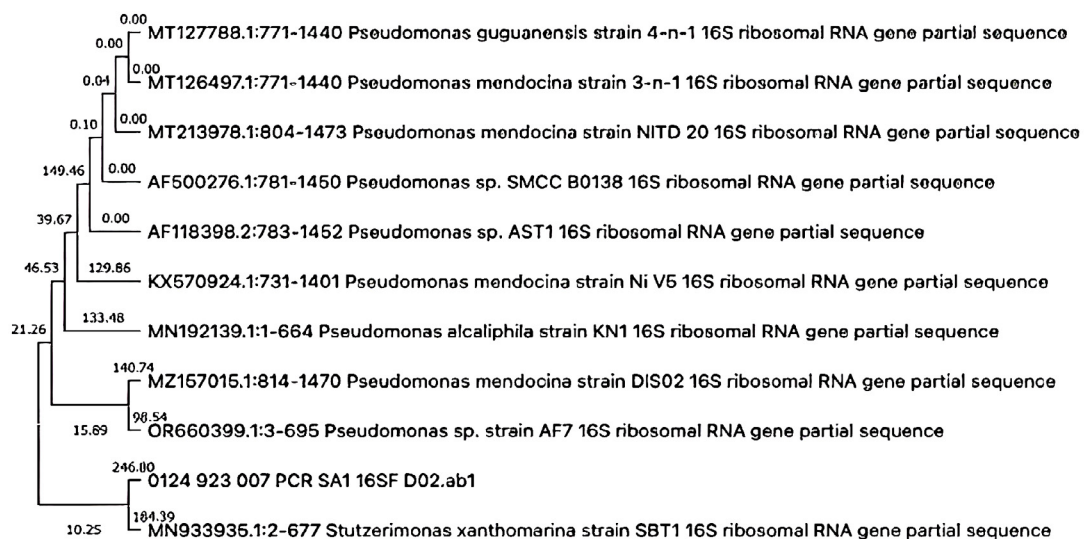 0.00
MT127788.1:771-1440 Pseudomonas guguanensis strain 4-n-1 16S ribosomal RNA gene partial sequence
0.00
0.00
MT126497.1:771-1440 Pseudomonas mendocina strain 3-n-1 16S ribosomal RNA gene partial sequence
0.04
0.00
MT213978.1:804-1473 Pseudomonas mendocina strain NITD 20 16S ribosomal RNA gene partial sequence
0.10
0.00
AF500276.1:781-1450 Pseudomonas sp. SMCC B0138 16S ribosomal RNA gene partial sequence
149.46
0.00
AF118398.2:783-1452 Pseudomonas sp. AST1 16S ribosomal RNA gene partial sequence
39.67
129.86
KX570924.1:731-1401 Pseudomonas mendocina strain Ni V5 16S ribosomal RNA gene partial sequence
46.53
133.48
MN192139.1:1-664 Pseudomonas alcaliphila strain KN1 16S ribosomal RNA gene partial sequence
21.26
140.74
MZ157015.1:814-1470 Pseudomonas mendocina strain DIS02 16S ribosomal RNA gene partial sequence
98.54
15.89
OR660399.1:3-695 Pseudomonas sp. strain AF7 16S ribosomal RNA gene partial sequence
246.80
0124 923 007 PCR SA1 16SF D02.ab1
184.39
10.25
MN933935.1:2-677 Stutzerimonas xanthomarina strain SBT1 16S ribosomal RNA gene partial sequence